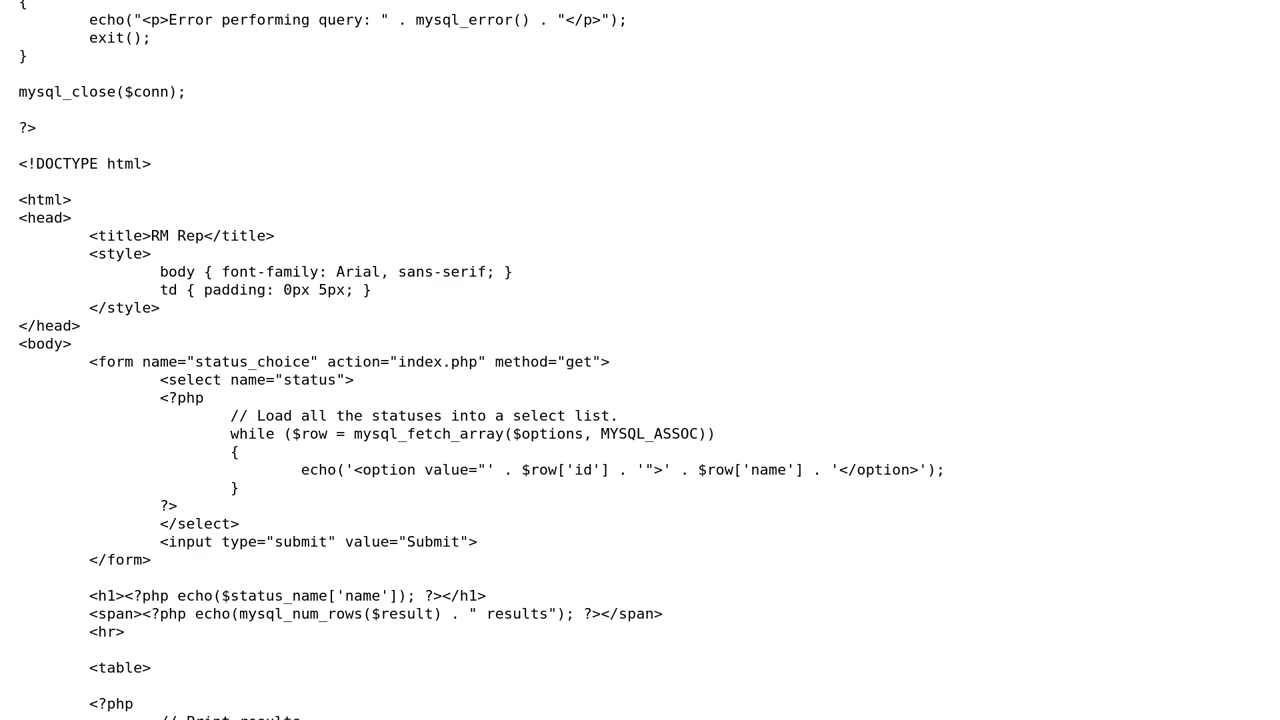 {
        echo("<p>Error performing query: " . mysql_error() . "</p>");
        exit();
}

mysql_close($conn);

?>

<!DOCTYPE html>

<html>
<head>
        <title>RM Rep</title>
        <style>
                body { font-family: Arial, sans-serif; }
                td { padding: 0px 5px; }
        </style>
</head>
<body>
        <form name="status_choice" action="index.php" method="get">
                <select name="status">
                <?php
                        // Load all the statuses into a select list.
                        while ($row = mysql_fetch_array($options, MYSQL_ASSOC))
                        {
                                echo('<option value="' . $row['id'] . '">' . $row['name'] . '</option>');
                        }
                ?>
                </select>
                <input type="submit" value="Submit">
        </form>

        <h1><?php echo($status_name['name']); ?></h1>
        <span><?php echo(mysql_num_rows($result) . " results"); ?></span>
        <hr>

        <table>

        <?php
                // Print results